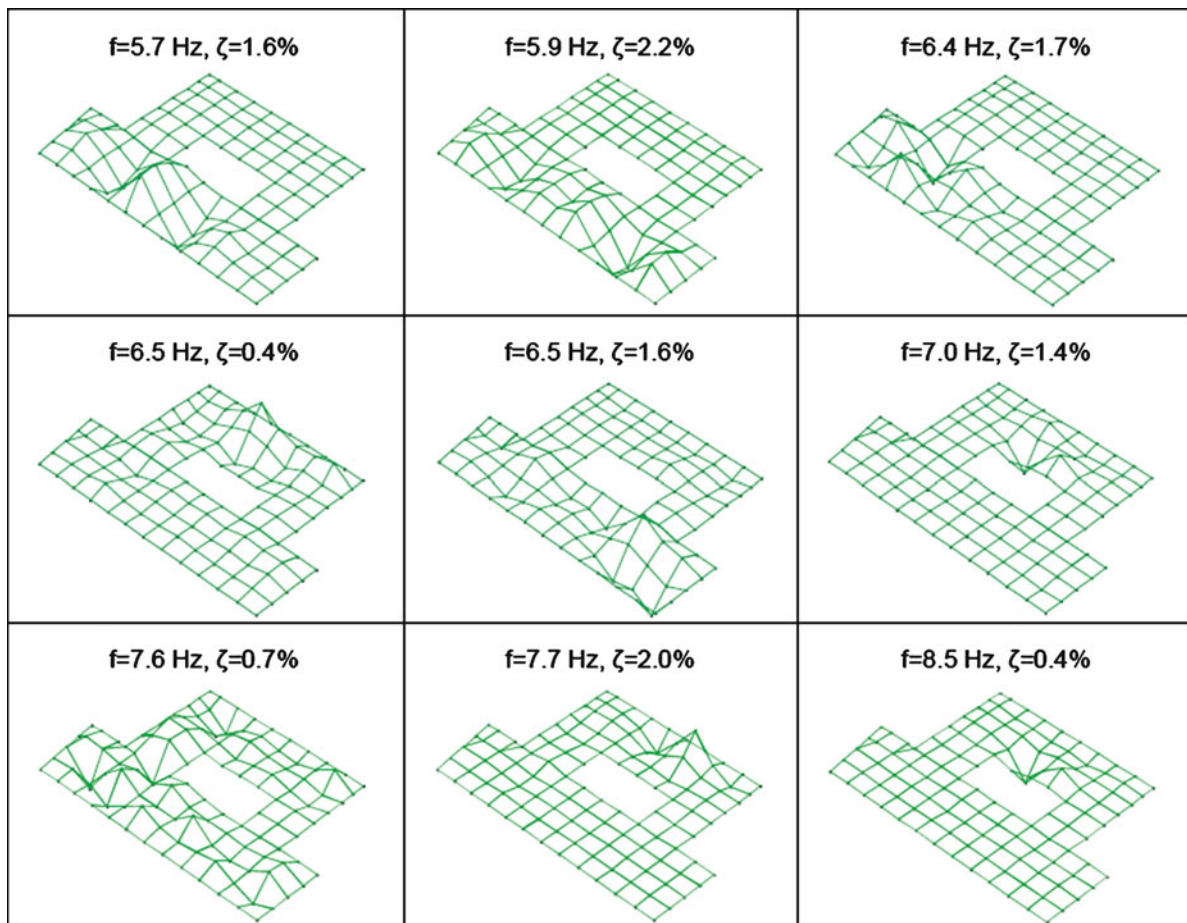 f=5.7 Hz, ζ=1.6%
f=5.9 Hz, ζ=2.2%
f=6.4 Hz, ζ=1.7%
f=6.5 Hz, ζ=0.4%
f=6.5 Hz, ζ=1.6%
f=7.0 Hz, ζ=1.4%
f=7.6 Hz, ζ=0.7%
f=7.7 Hz, ζ=2.0%
f=8.5 Hz, ζ=0.4%